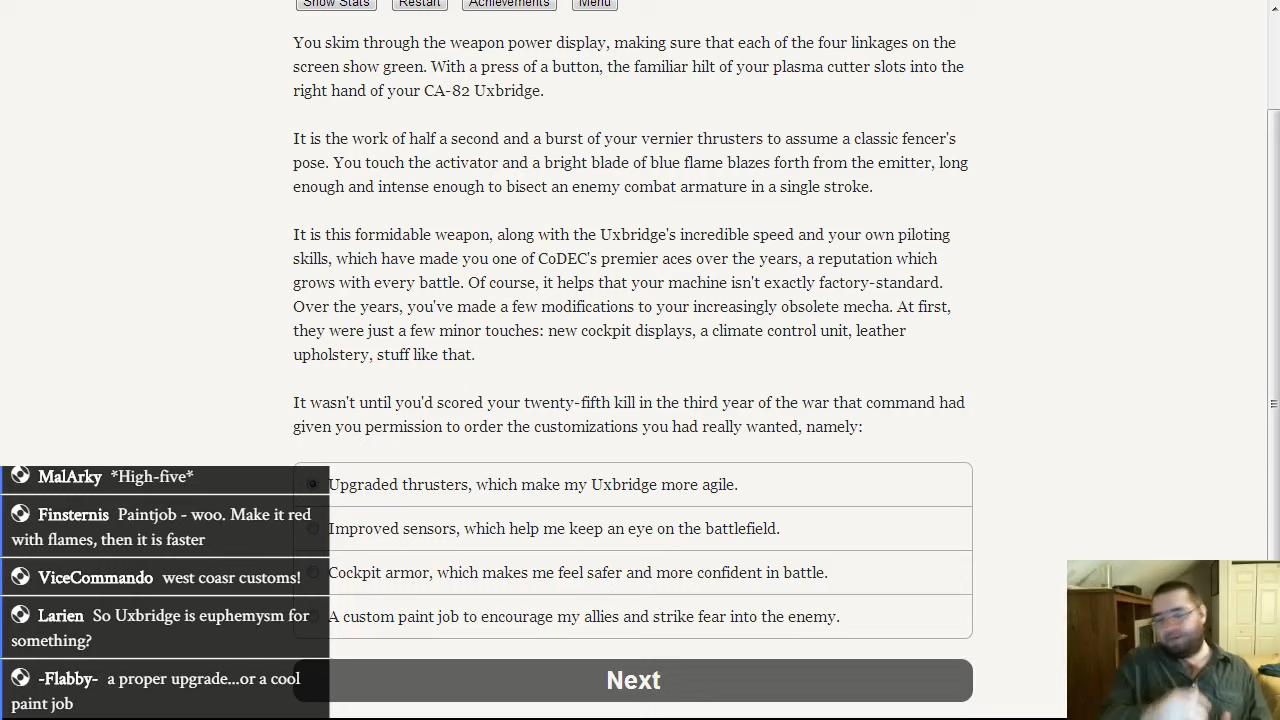 Show Stats Restart Achievements Menu
You skim through the weapon power display, making sure that each of the four linkages on the
screen show green. With a press of a button, the familiar hilt of your plasma cutter slots into the
right hand of your CA-82 Uxbridge.
It is the work of half a second and a burst of your vernier thrusters to assume a classic fencer's
pose. You touch the activator and a bright blade of blue flame blazes forth from the emitter, long
enough and intense enough to bisect an enemy combat armature in a single stroke.
It is this formidable weapon, along with the Uxbridge's incredible speed and your own piloting
skills, which have made you one of CoDEC's premier aces over the years, a reputation which
grows with every battle. Of course, it helps that your machine isn't exactly factory-standard.
Over the years, you've made a few modifications to your increasingly obsolete mecha. At first,
they were just a few minor touches: new cockpit displays, a climate control unit, leather
upholstery, stuff like that.
It wasn't until you'd scored your twenty-fifth kill in the third year of the war that command had
given you permission to order the customizations you had really wanted, namely:
Upgraded thrusters, which make my Uxbridge more agile.
Improved sensors, which help me keep an eye on the battlefield.
Cockpit armor, which makes me feel safer and more confident in battle.
A custom paint job to encourage my allies and strike fear into the enemy.
Next
MalArky *High-five*
Finsternis Paintjob - woo. Make it red
with flames, then it is faster
ViceCommando west coasr customs!
Larien So Uxbridge is euphemysm for
something?
-Flabby- a proper upgrade...or a cool
paint job